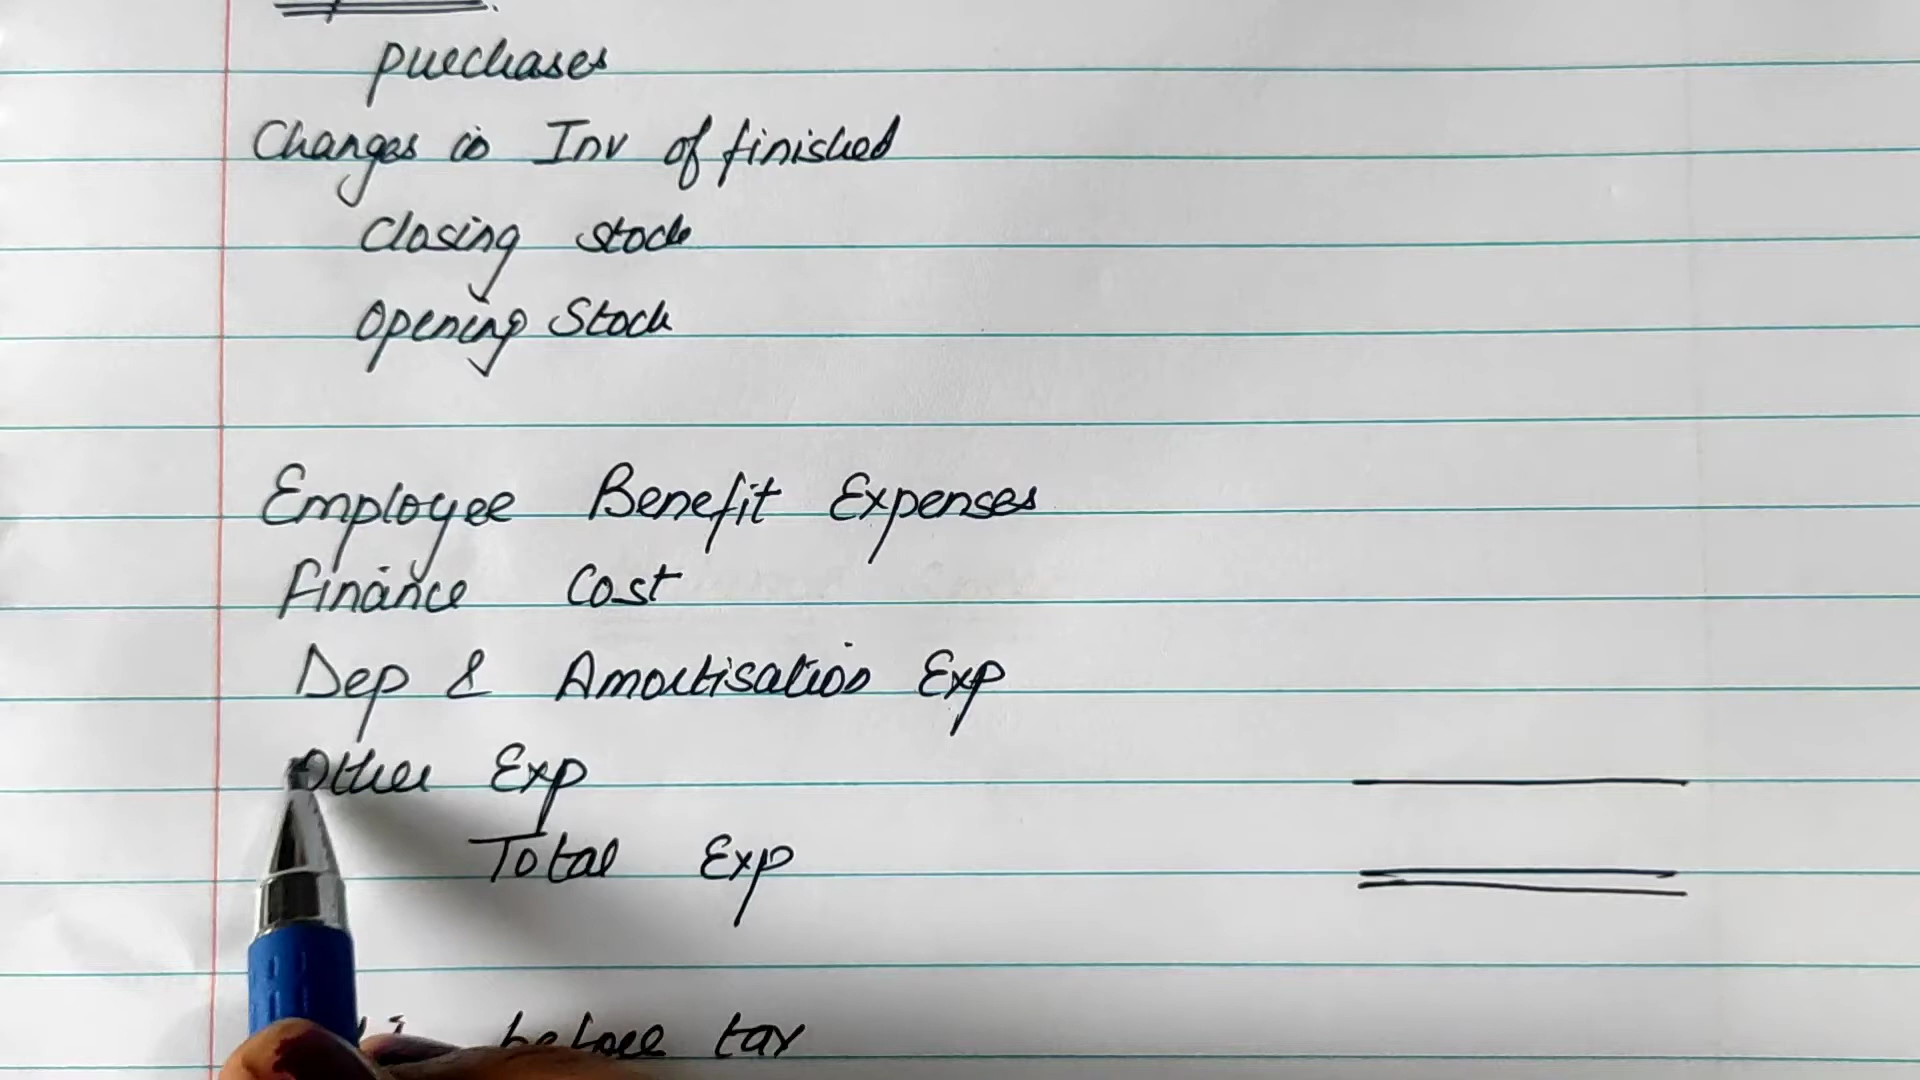 purchases
Changes in Inv of finished
Closing stock
Opening Stock
Employee Benefit Expenses
Finance Cost
Dep & Amortisation Exp
Other Exp
Total Exp
before tax